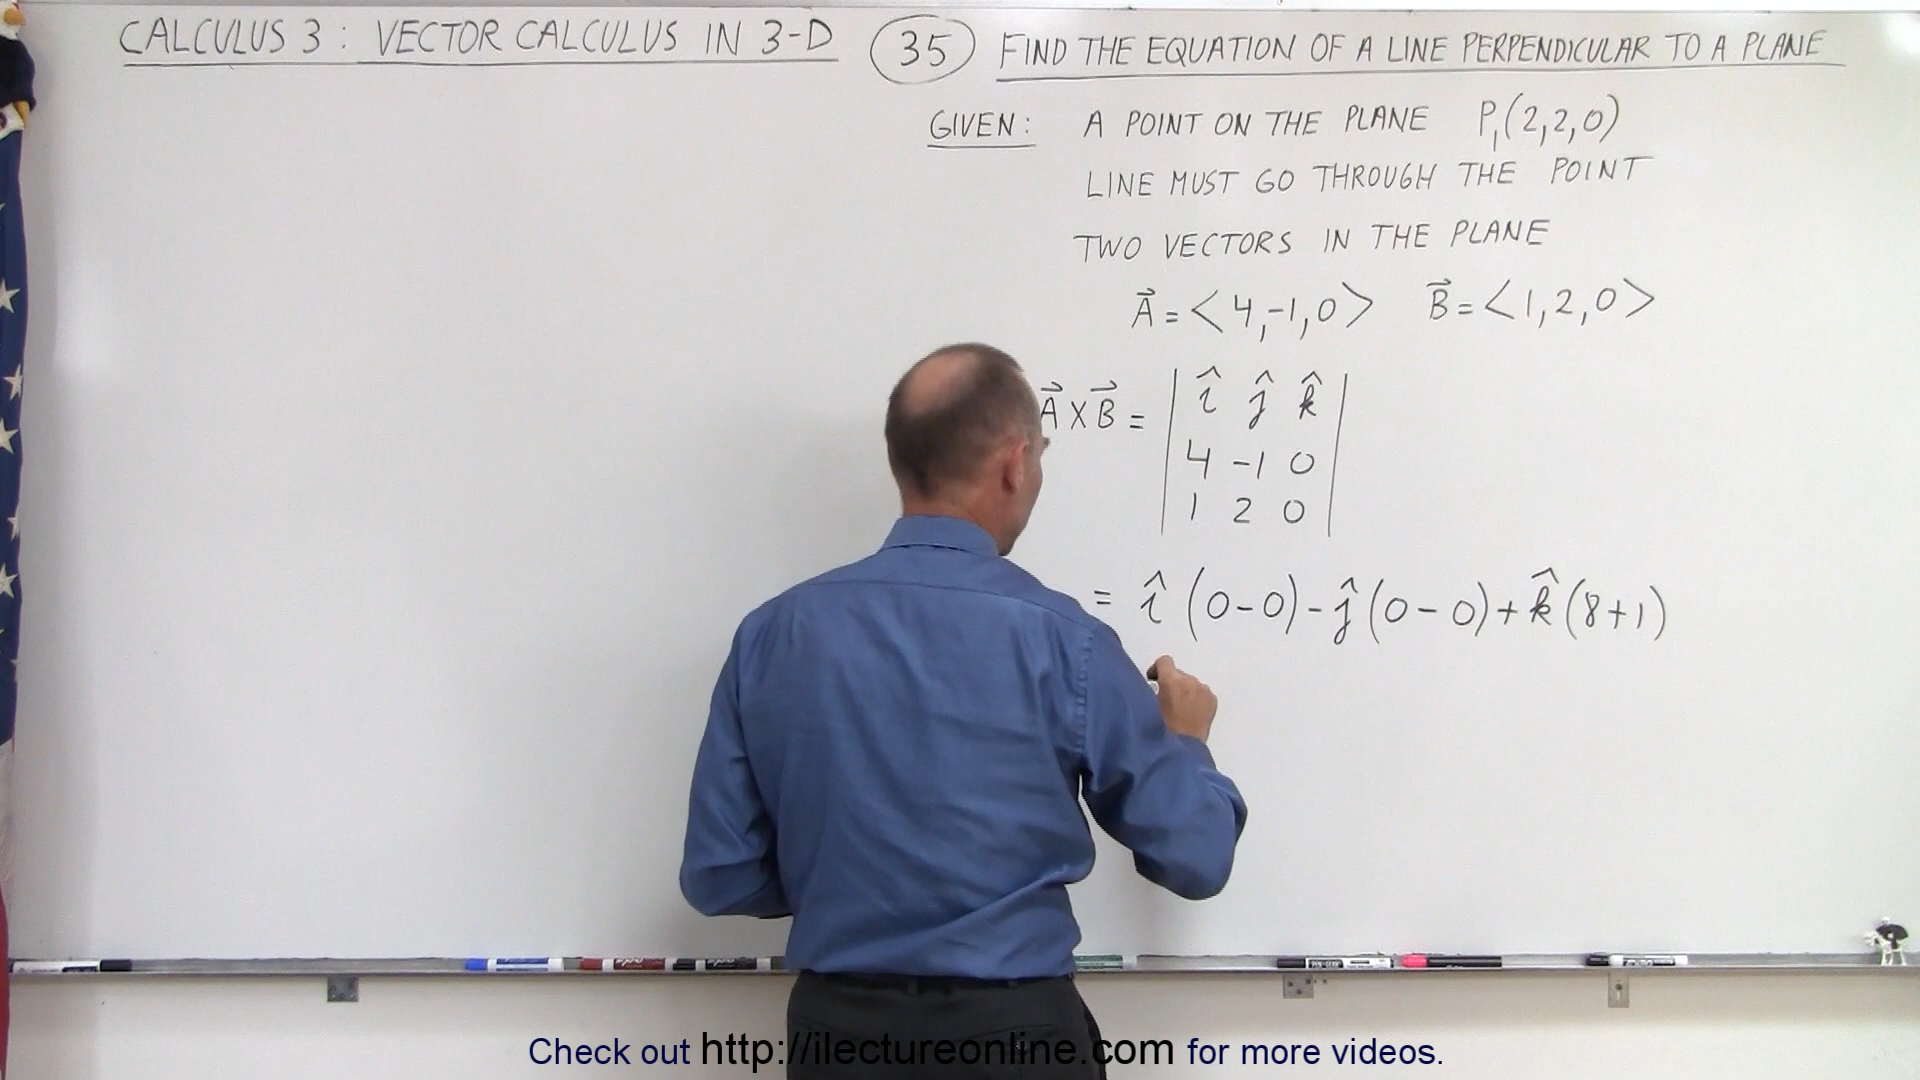 CALCULUS 3: VECTOR CALCULUS IN 3-D (35) FIND THE EQUATION OF A LINE PERPENDICULAR TO A PLANE
GIVEN: A POINT ON THE PLANE P₁(2,2,0)
LINE MUST GO THROUGH THE POINT
TWO VECTORS IN THE PLANE
A⃗ = <4,-1,0> B⃗ = <1,2,0>
A⃗ X B⃗ = | î ĵ k̂ |
4 -1 0
1 2 0
= î (0-0) - ĵ (0-0) + k̂ (8+1)
Check out http://ilectureonline.com for more videos.